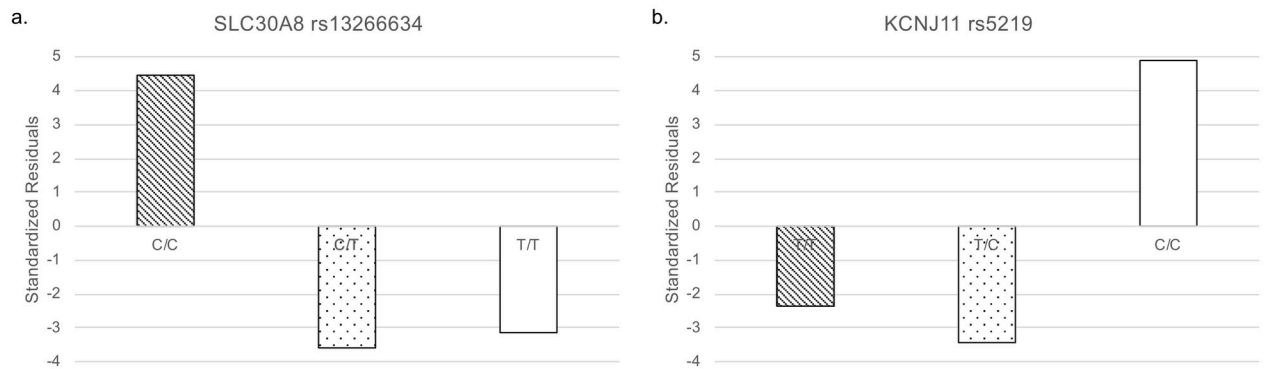 a.
SLC30A8 rs13266634
Standardized Residuals
5
4
3
2
1
0
-1
-2
-3
-4
C/C
C/T
T/T
b.
KCNJ11 rs5219
Standardized Residuals
5
4
3
2
1
0
-1
-2
-3
-4
T/T
T/C
C/C